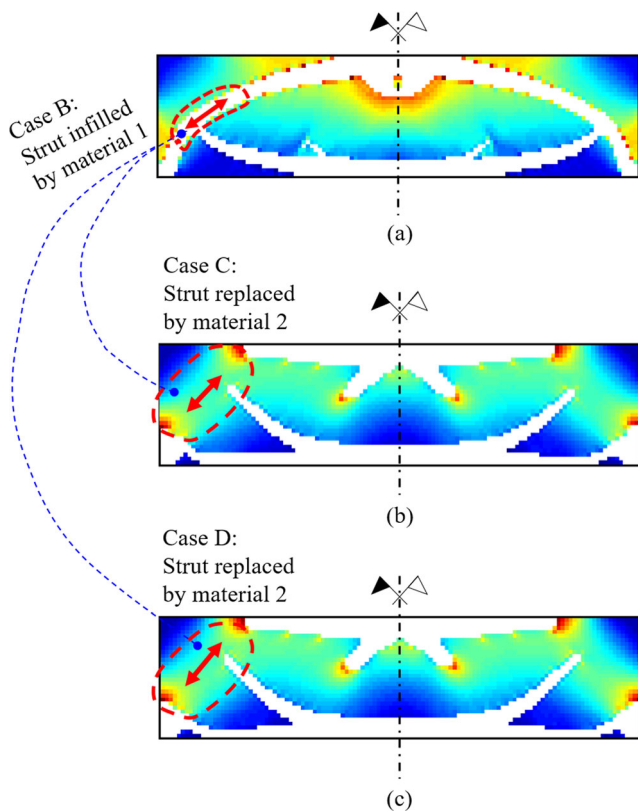 Case B:
Strut infilled
by material 1
(a)
Case C:
Strut replaced
by material 2
(b)
Case D:
Strut replaced
by material 2
(c)